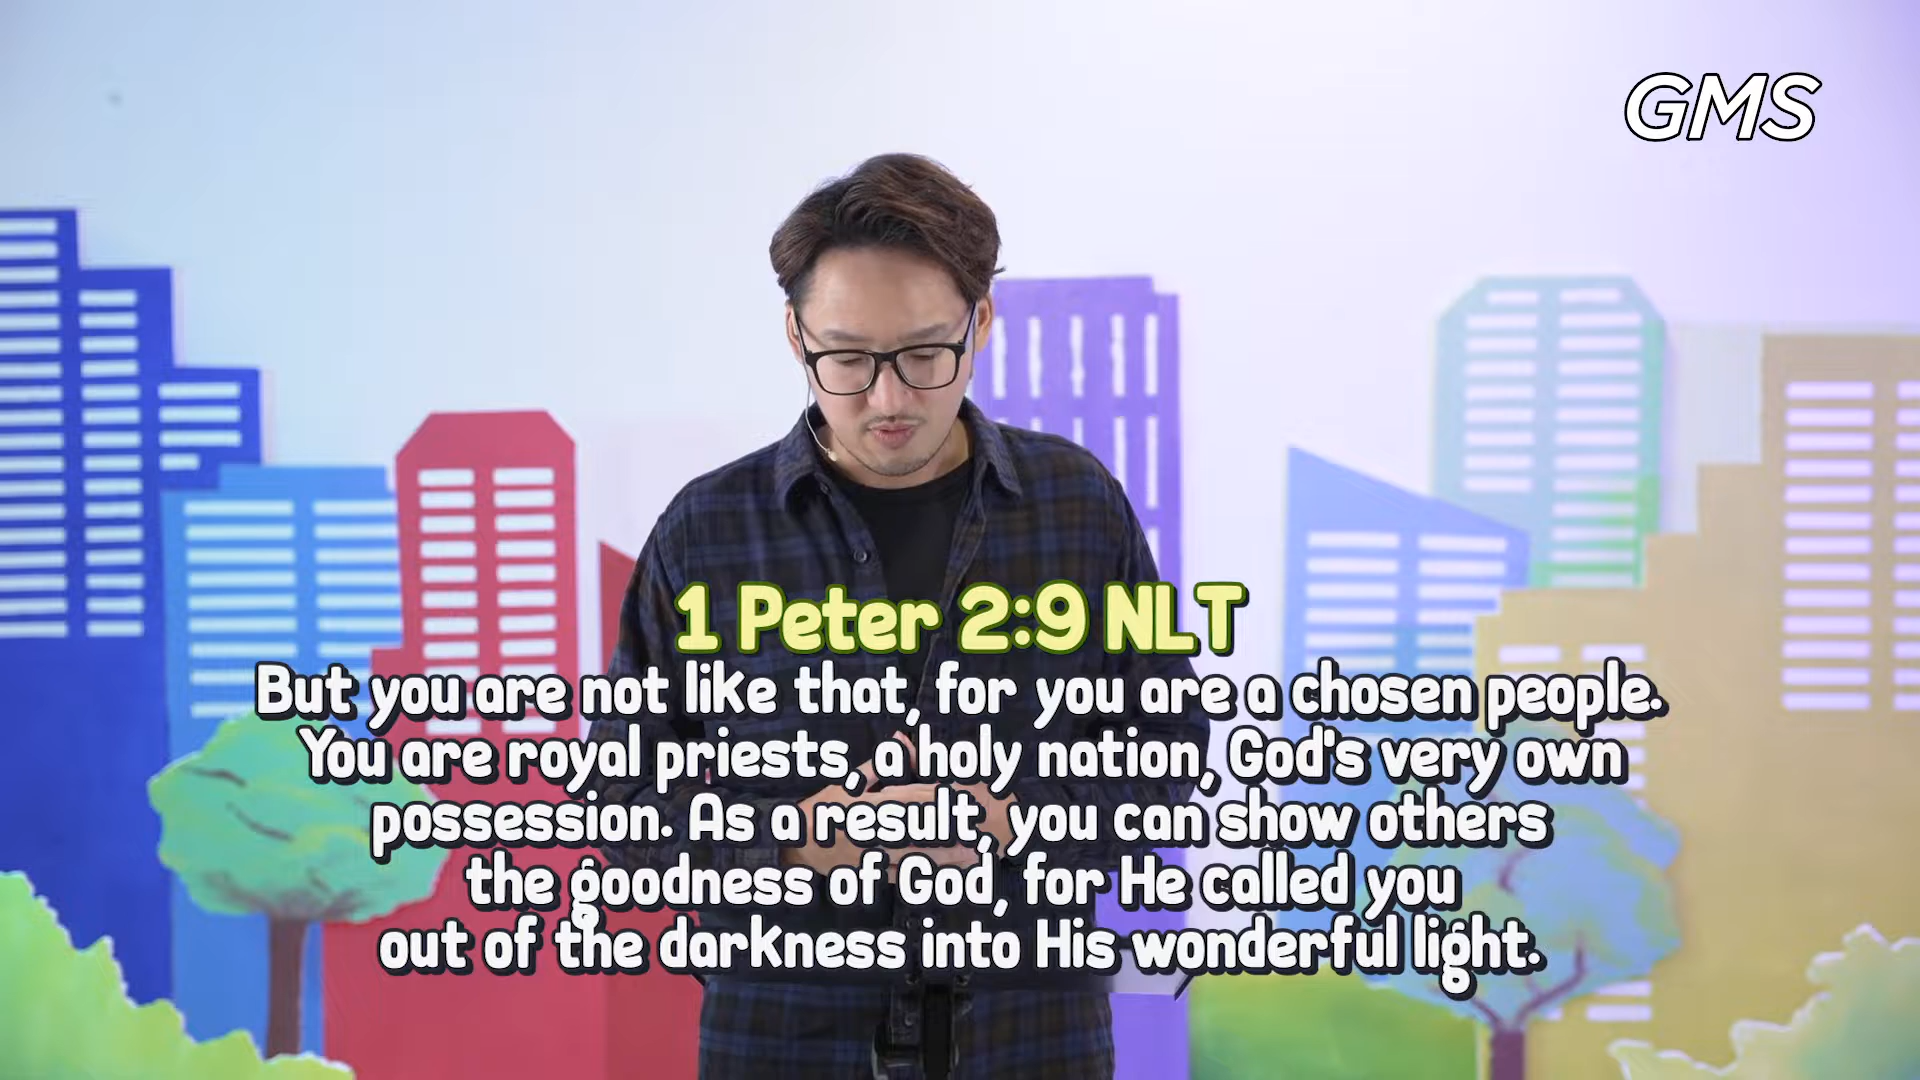 GMS
1 Peter 2:9 NLT
But you are not like that, for you are a chosen people.
You are royal priests, a holy nation, God's very own
possession. As a result, you can show others
the goodness of God, for He called you
out of the darkness into His wonderful light.